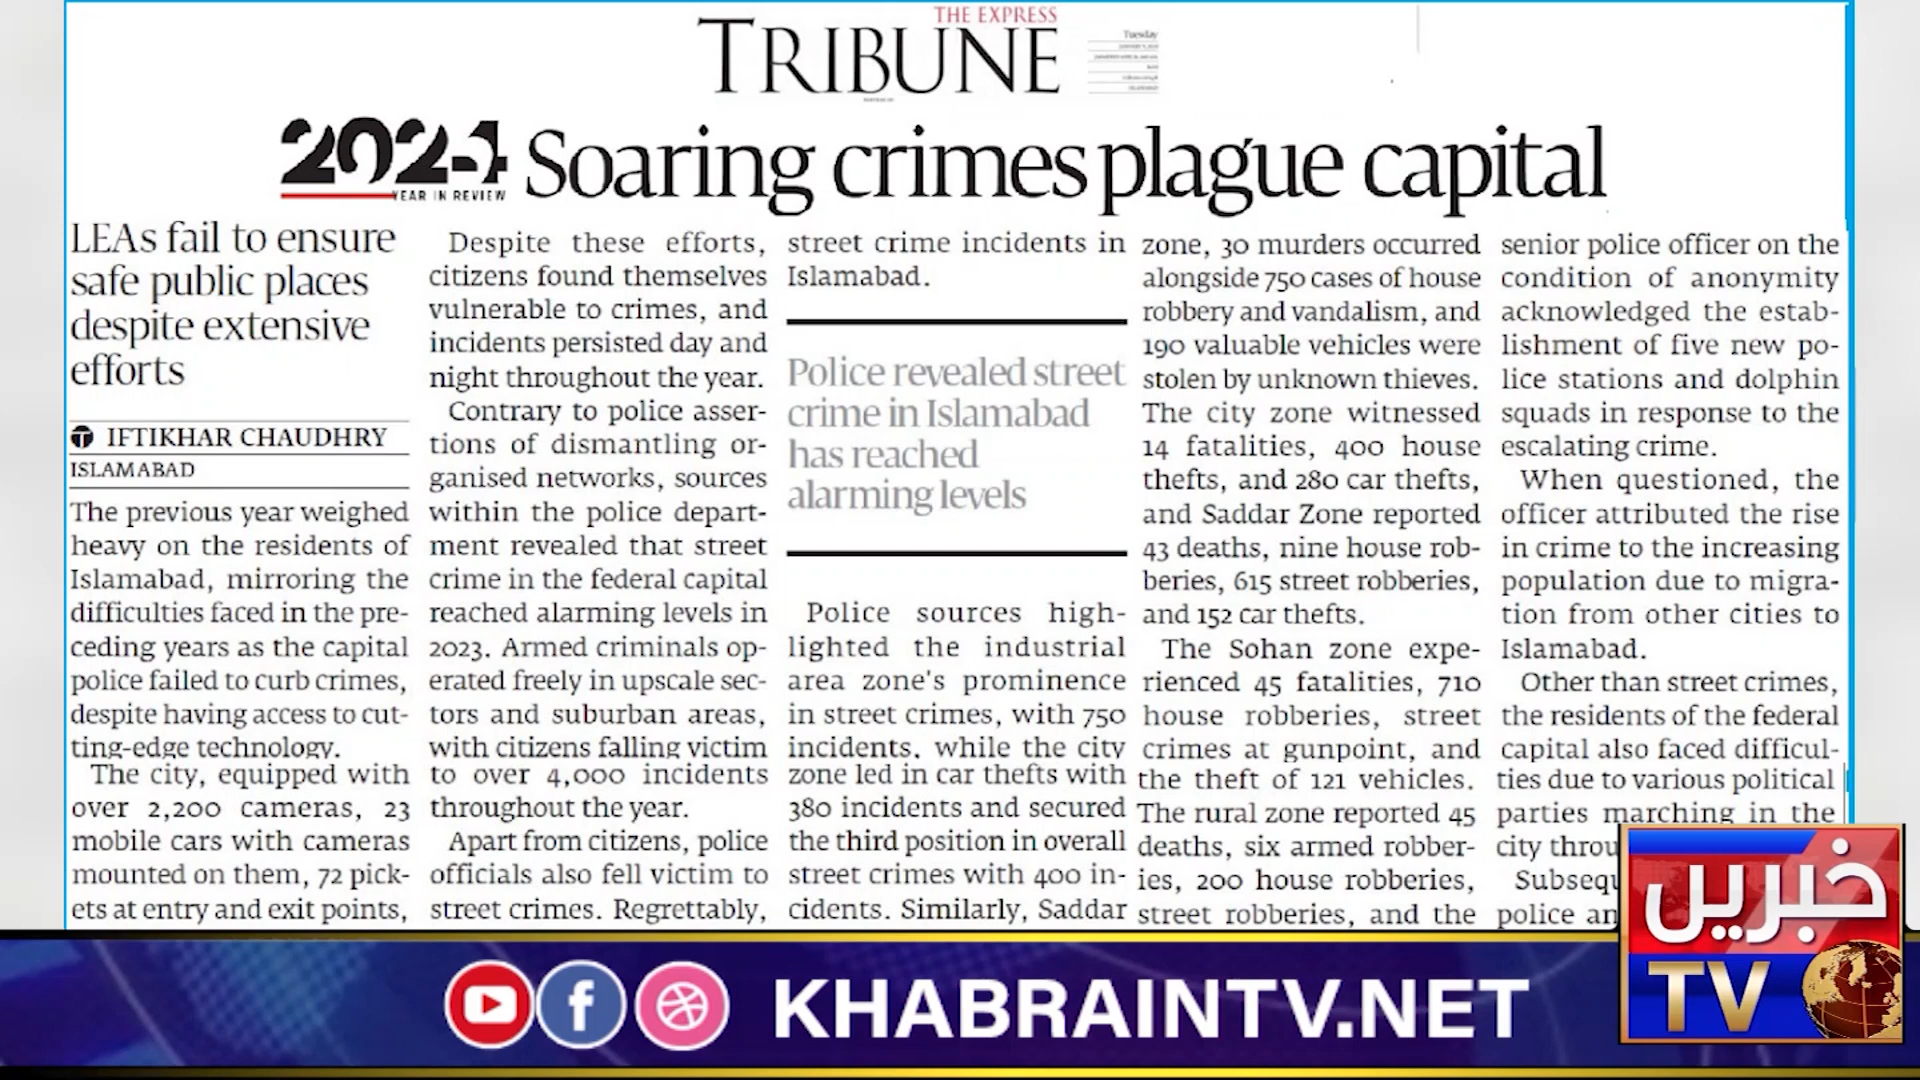 THE EXPRESS
TRIBUNE
Tuesday
2024
YEAR IN REVIEW
Soaring crimes plague capital
LEAs fail to ensure
safe public places
despite extensive
efforts
IFTIKHAR CHAUDHRY
ISLAMABAD
The previous year weighed
heavy on the residents of
Islamabad, mirroring the
difficulties faced in the pre-
ceding years as the capital
police failed to curb crimes,
despite having access to cut-
ting-edge technology.
The city, equipped with
over 2,200 cameras, 23
mobile cars with cameras
mounted on them, 72 pick-
ets at entry and exit points,
Despite these efforts,
citizens found themselves
vulnerable to crimes, and
incidents persisted day and
night throughout the year.
Contrary to police asser-
tions of dismantling or-
ganised networks, sources
within the police depart-
ment revealed that street
crime in the federal capital
reached alarming levels in
2023. Armed criminals op-
erated freely in upscale sec-
tors and suburban areas,
with citizens falling victim
to over 4,000 incidents
throughout the year.
Apart from citizens, police
officials also fell victim to
street crimes. Regrettably,
street crime incidents in
Islamabad.
Police revealed street
crime in Islamabad
has reached
alarming levels
Police sources high-
lighted the industrial
area zone's prominence
in street crimes, with 750
incidents, while the city
zone led in car thefts with
380 incidents and secured
the third position in overall
street crimes with 400 in-
cidents. Similarly, Saddar
zone, 30 murders occurred
alongside 750 cases of house
robbery and vandalism, and
190 valuable vehicles were
stolen by unknown thieves.
The city zone witnessed
14 fatalities, 400 house
thefts, and 280 car thefts,
and Saddar Zone reported
43 deaths, nine house rob-
beries, 615 street robberies,
and 152 car thefts.
The Sohan zone expe-
rienced 45 fatalities, 710
house robberies, street
crimes at gunpoint, and
the theft of 121 vehicles.
The rural zone reported 45
deaths, six armed robber-
ies, 200 house robberies,
street robberies, and the
senior police officer on the
condition of anonymity
acknowledged the estab-
lishment of five new po-
lice stations and dolphin
squads in response to the
escalating crime.
When questioned, the
officer attributed the rise
in crime to the increasing
population due to migra-
tion from other cities to
Islamabad.
Other than street crimes,
the residents of the federal
capital also faced difficul-
ties due to various political
parties marching in the
city throu
Subsequ
police an
خبریں
TV
KHABRAINTV.NET